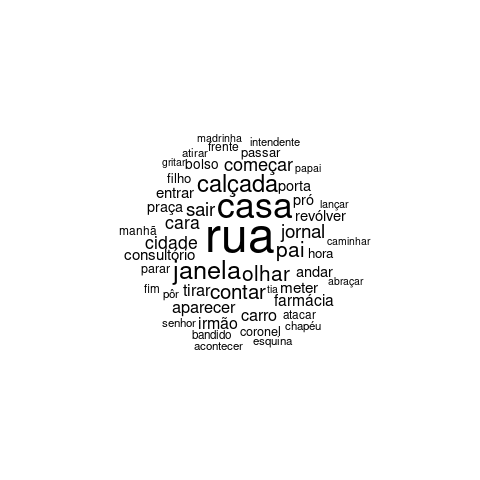 madrinha
frente intendente
atirar passar
gritar bolso começar papai
filho calçada porta
entrar casa pró
praça sair lançar
cara revólver
manhã rua jornal
cidade pai caminhar
consultório hora
parar janela olhar andar
abraçar
fim tirar contar tia meter
pôr farmácia
aparecer carro atacar
senhor irmão chapéu
bandido coronel
acontecer esquina